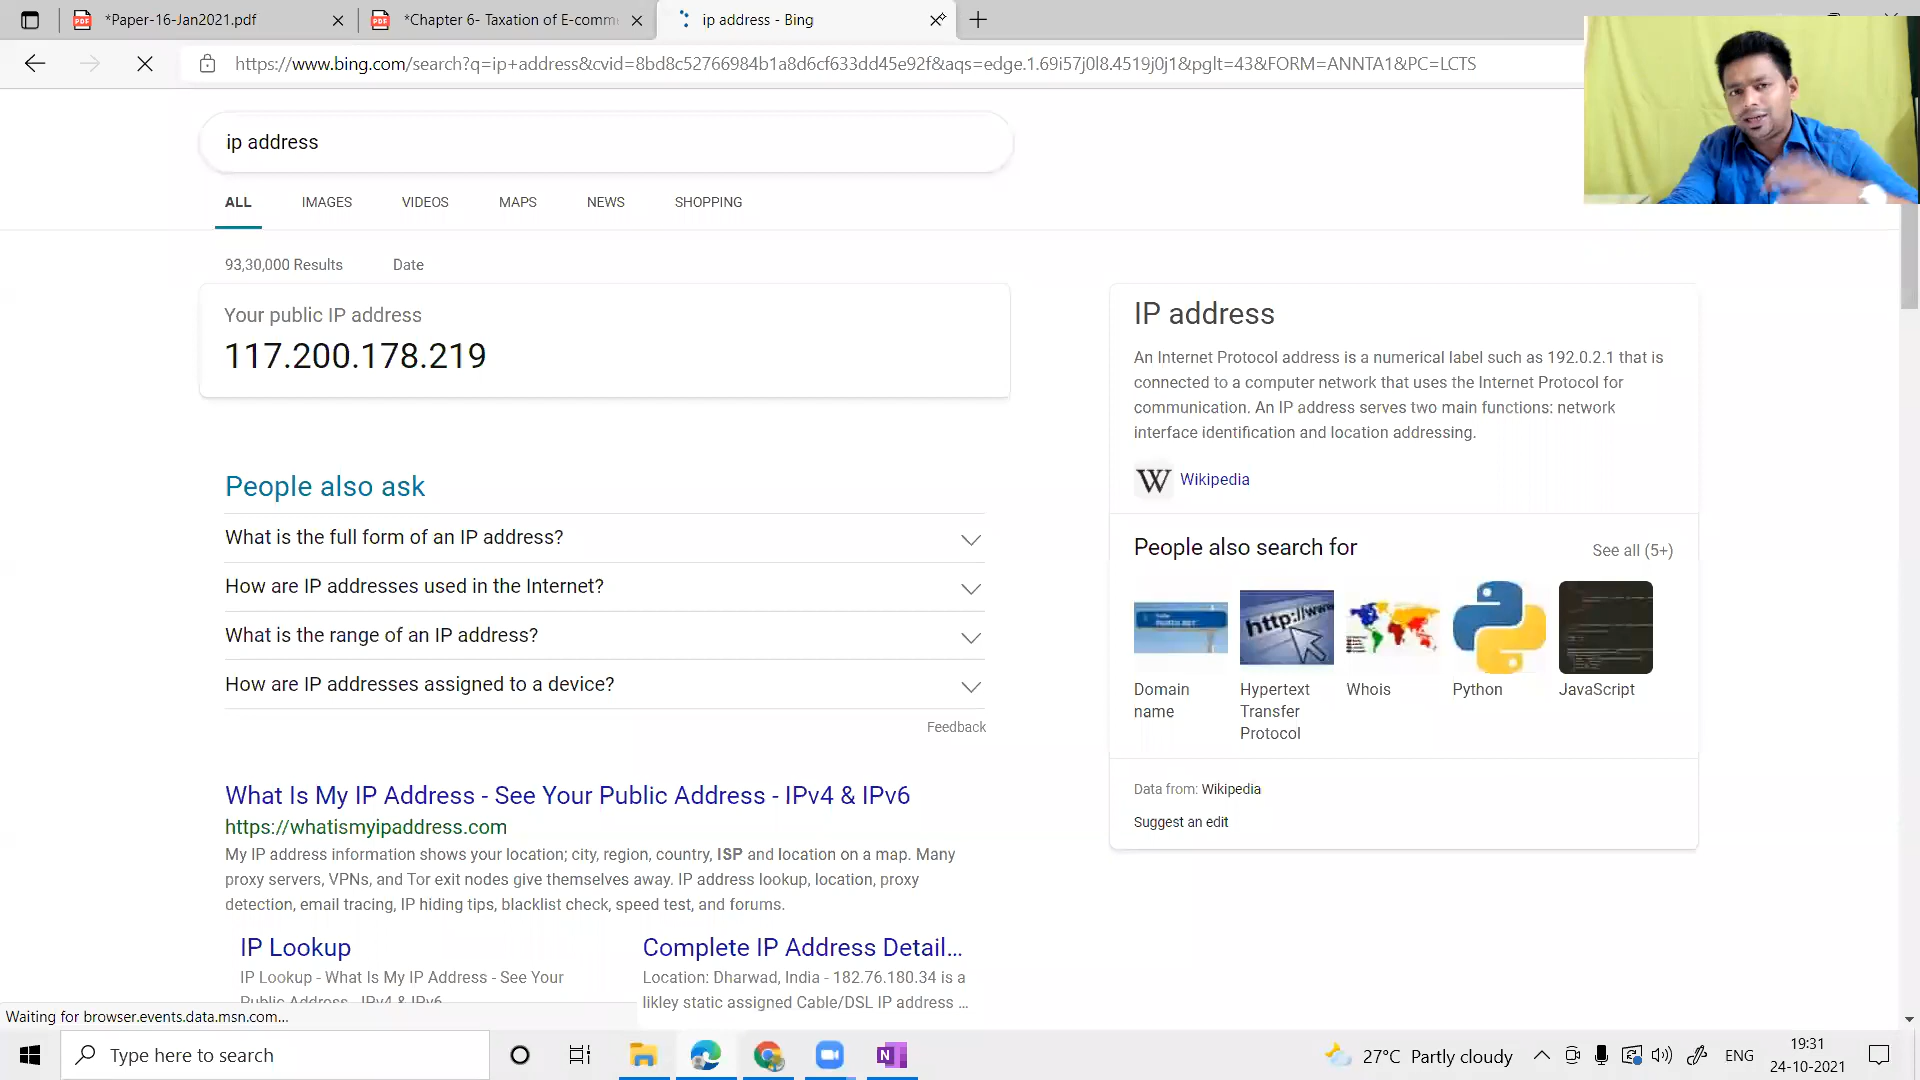 *Paper-16-Jan2021.pdf
*Chapter 6- Taxation of E-comm
ip address - Bing
https://www.bing.com/search?q=ip+address&cvid=8bd8c52766984b1a8d6cf633dd45e92f&aqs=edge.1.69i57j0l8.4519j0j1&pglt=43&FORM=ANNTA1&PC=LCTS
ip address
ALL IMAGES VIDEOS MAPS NEWS SHOPPING
93,30,000 Results Date
Your public IP address
117.200.178.219
People also ask
What is the full form of an IP address?
How are IP addresses used in the Internet?
What is the range of an IP address?
How are IP addresses assigned to a device?
Feedback
What Is My IP Address - See Your Public Address - IPv4 & IPv6
https://whatismyipaddress.com
My IP address information shows your location; city, region, country, ISP and location on a map. Many
proxy servers, VPNs, and Tor exit nodes give themselves away. IP address lookup, location, proxy
detection, email tracing, IP hiding tips, blacklist check, speed test, and forums.
IP Lookup
IP Lookup - What Is My IP Address - See Your
Public Address - IPv4 & IPv6
Complete IP Address Detail...
Location: Dharwad, India - 182.76.180.34 is a
likley static assigned Cable/DSL IP address ...
IP address
An Internet Protocol address is a numerical label such as 192.0.2.1 that is
connected to a computer network that uses the Internet Protocol for
communication. An IP address serves two main functions: network
interface identification and location addressing.
W Wikipedia
People also search for
See all (5+)
http://www
Domain
name
Hypertext
Transfer
Protocol
Whois
Python
JavaScript
Data from: Wikipedia
Suggest an edit
Waiting for browser.events.data.msn.com...
Type here to search
27°C Partly cloudy
ENG
19:31
24-10-2021